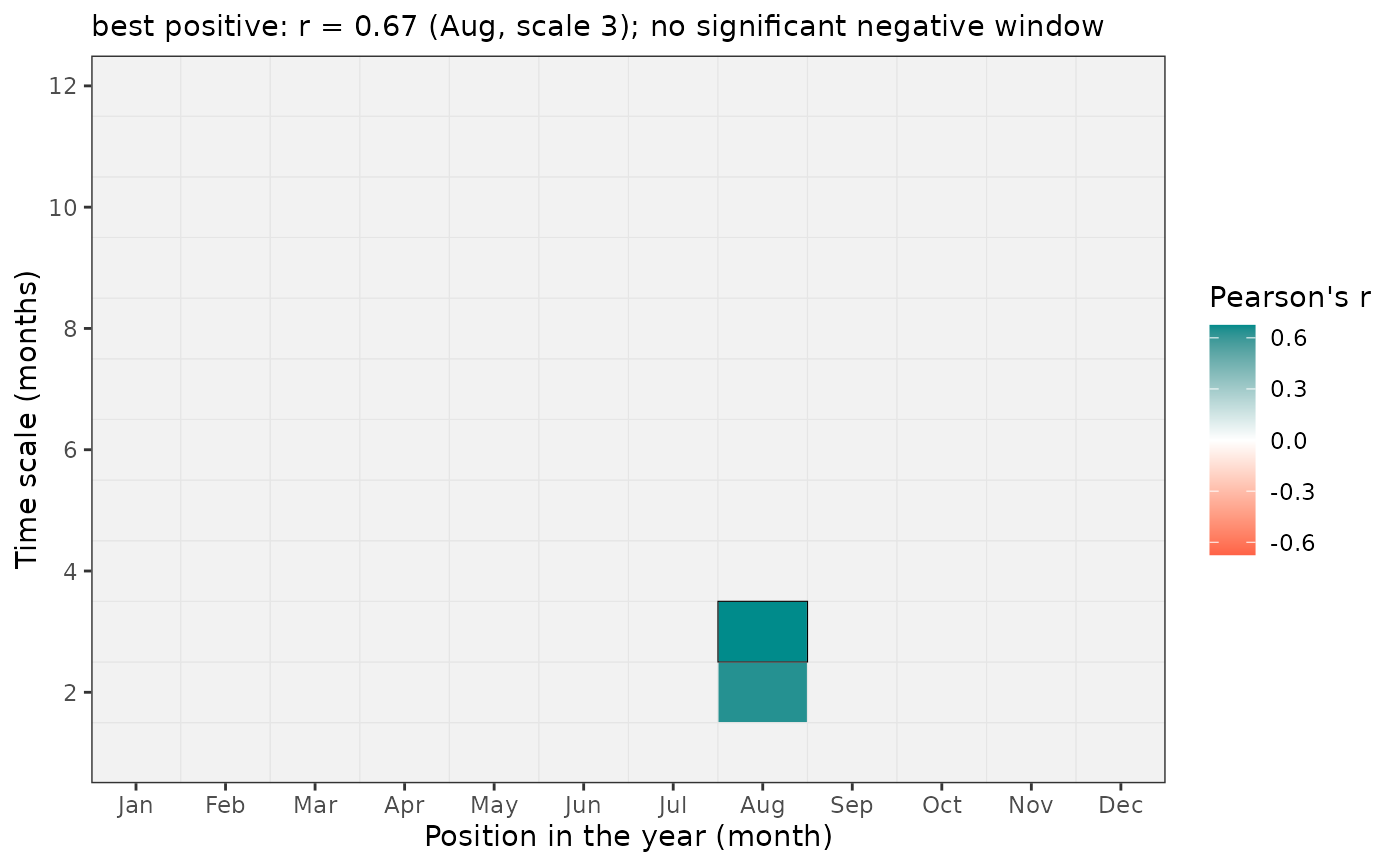 best positive: r = 0.67 (Aug, scale 3); no significant negative window
Time scale (months)
12
10
8
6
4
2
Jan Feb Mar Apr May Jun Jul Aug Sep Oct Nov Dec
Position in the year (month)
Pearson's r
0.6
0.3
0.0
-0.3
-0.6